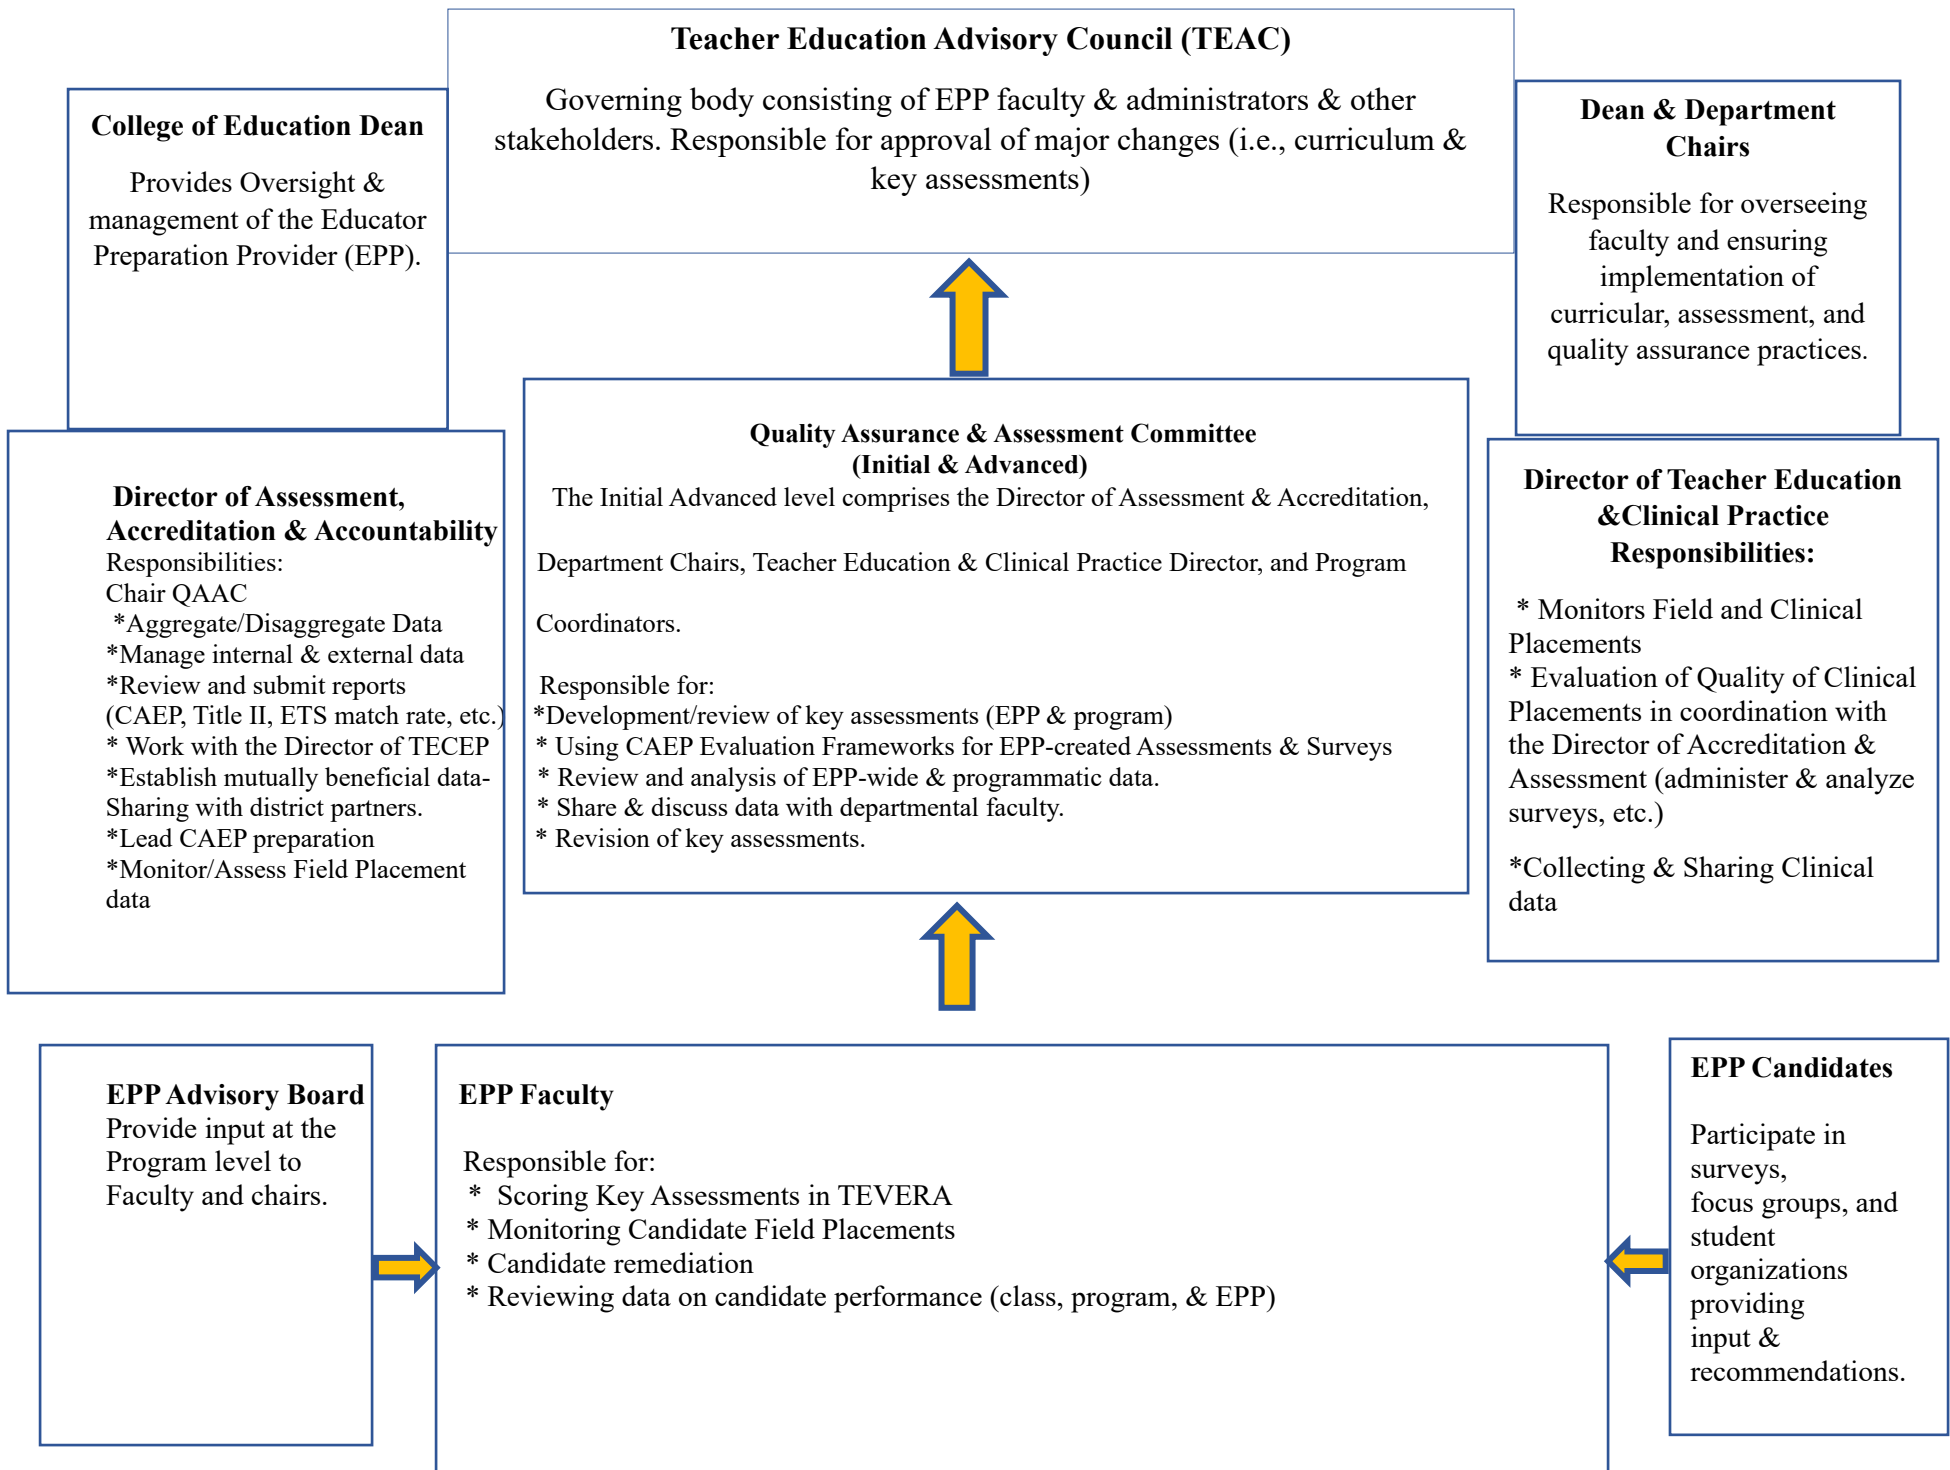 Teacher Education Advisory Council (TEAC)
Governing body consisting of EPP faculty & administrators & other
stakeholders. Responsible for approval of major changes (i.e., curriculum &
key assessments)
College of Education Dean
Provides Oversight &
management of the Educator
Preparation Provider (EPP).
Dean & Department
Chairs
Responsible for overseeing
faculty and ensuring
implementation of
curricular, assessment, and
quality assurance practices.
Director of Assessment,
Accreditation & Accountability
Responsibilities:
Chair QAAC
*Aggregate/Disaggregate Data
*Manage internal & external data
*Review and submit reports
(CAEP, Title II, ETS match rate, etc.)
* Work with the Director of TECEP
*Establish mutually beneficial data-
Sharing with district partners.
*Lead CAEP preparation
*Monitor/Assess Field Placement
data
Quality Assurance & Assessment Committee
(Initial & Advanced)
The Initial Advanced level comprises the Director of Assessment & Accreditation,
Department Chairs, Teacher Education & Clinical Practice Director, and Program
Coordinators.
Responsible for:
*Development/review of key assessments (EPP & program)
* Using CAEP Evaluation Frameworks for EPP-created Assessments & Surveys
* Review and analysis of EPP-wide & programmatic data.
* Share & discuss data with departmental faculty.
* Revision of key assessments.
Director of Teacher Education
&Clinical Practice
Responsibilities:
* Monitors Field and Clinical
Placements
* Evaluation of Quality of Clinical
Placements in coordination with
the Director of Accreditation &
Assessment (administer & analyze
surveys, etc.)
*Collecting & Sharing Clinical
data
EPP Advisory Board
Provide input at the
Program level to
Faculty and chairs.
EPP Faculty
Responsible for:
* Scoring Key Assessments in TEVERA
* Monitoring Candidate Field Placements
* Candidate remediation
* Reviewing data on candidate performance (class, program, & EPP)
EPP Candidates
Participate in
surveys,
focus groups, and
student
organizations
providing
input &
recommendations.